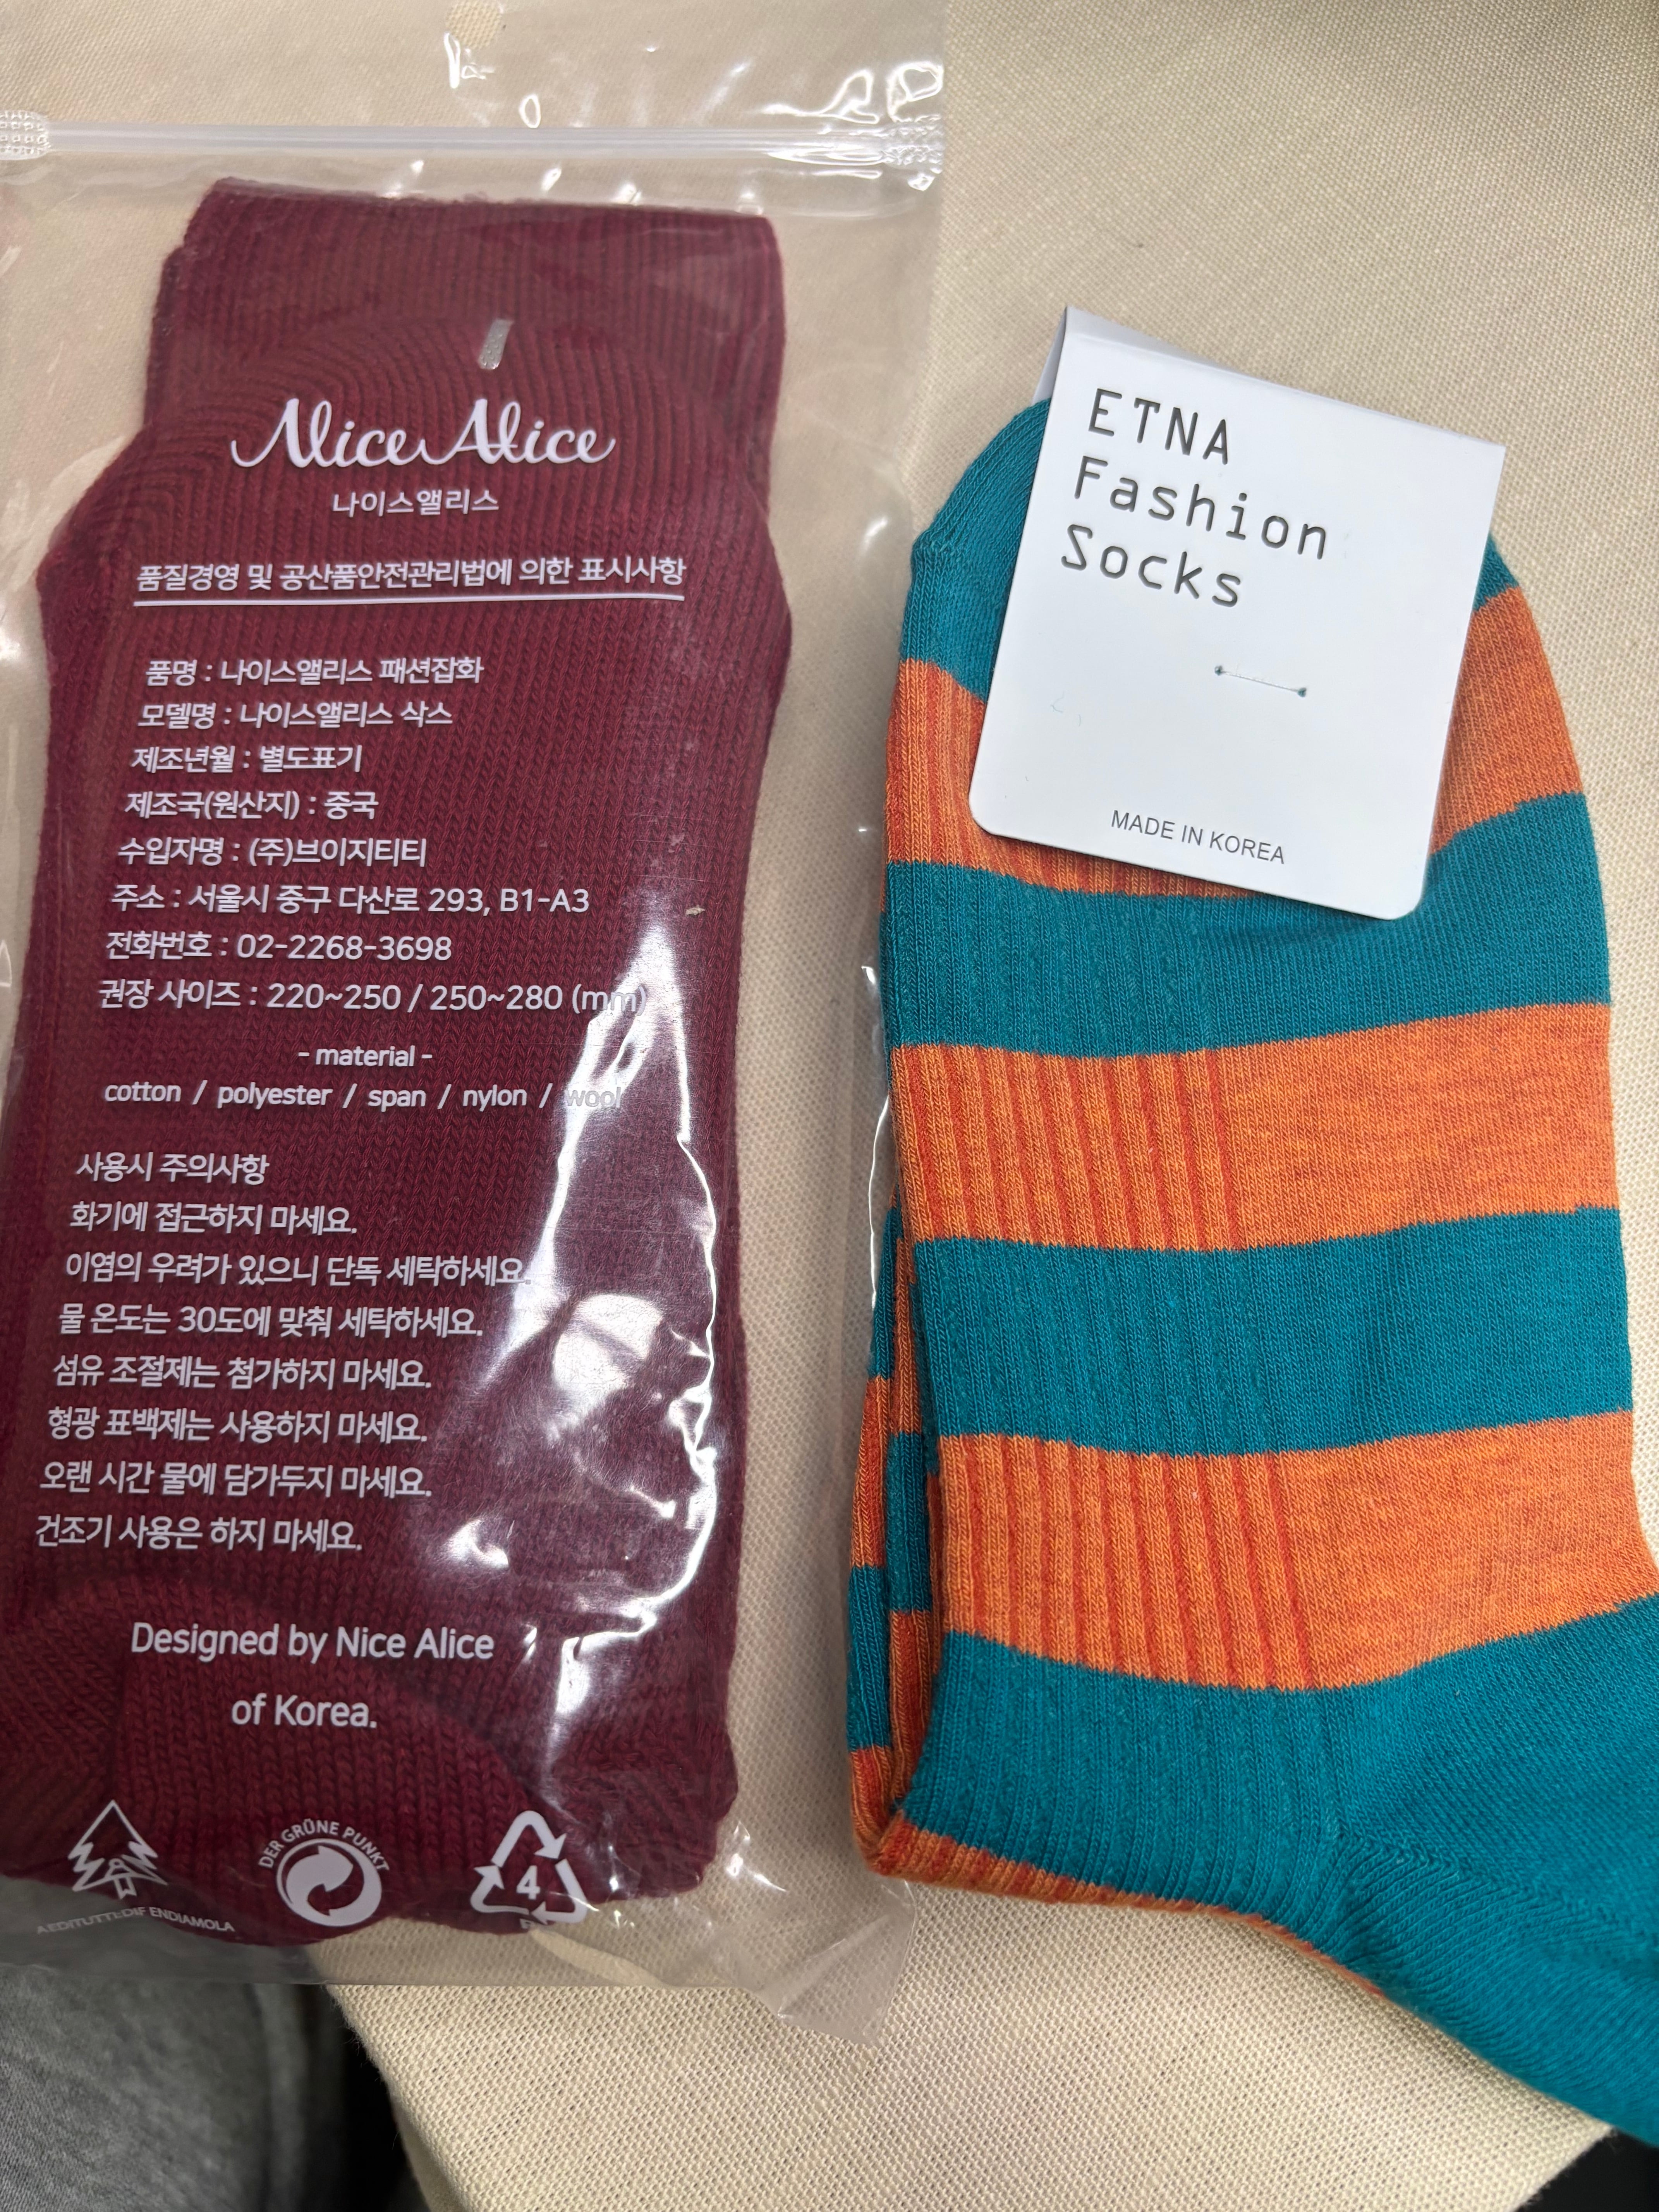 Nice Alice
나이스앨리스
품질경영 및 공산품안전관리법에 의한 표시사항
품명 : 나이스앨리스 패션잡화
모델명 : 나이스앨리스 삭스
제조년월 : 별도표기
제조국(원산지) : 중국
수입자명 : (주)브이지티티
주소 : 서울시 중구 다산로 293, B1-A3
전화번호 : 02-2268-3698
권장 사이즈 : 220~250 / 250~280 (mm)
- material -
cotton / polyester / span / nylon / wool
사용시 주의사항
화기에 접근하지 마세요.
이염의 우려가 있으니 단독 세탁하세요.
물 온도는 30도에 맞춰 세탁하세요.
섬유 조절제는 첨가하지 마세요.
형광 표백제는 사용하지 마세요.
오랜 시간 물에 담가두지 마세요.
건조기 사용은 하지 마세요.
Designed by Nice Alice
of Korea.
DER GRÜNE PUNKT
4
ENDIAMOLA
ETNA
Fashion
Socks
MADE IN KOREA